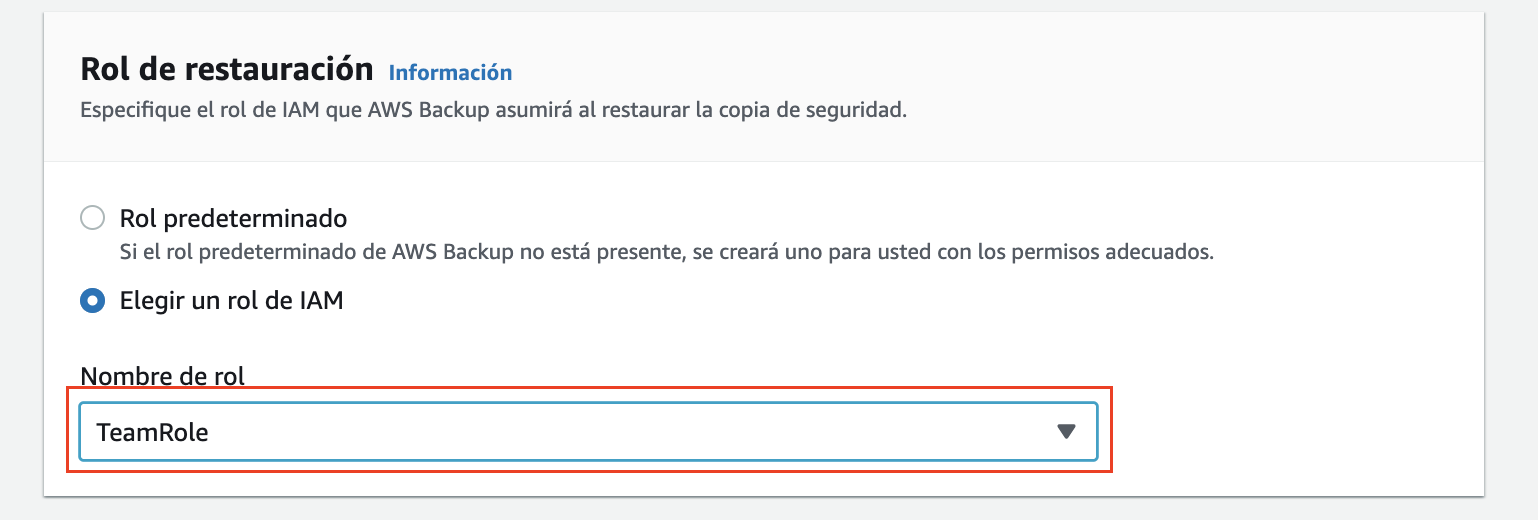 Rol de restauración Información
Especifique el rol de IAM que AWS Backup asumirá al restaurar la copia de seguridad.
Rol predeterminado
Si el rol predeterminado de AWS Backup no está presente, se creará uno para usted con los permisos adecuados.
Elegir un rol de IAM
Nombre de rol
TeamRole